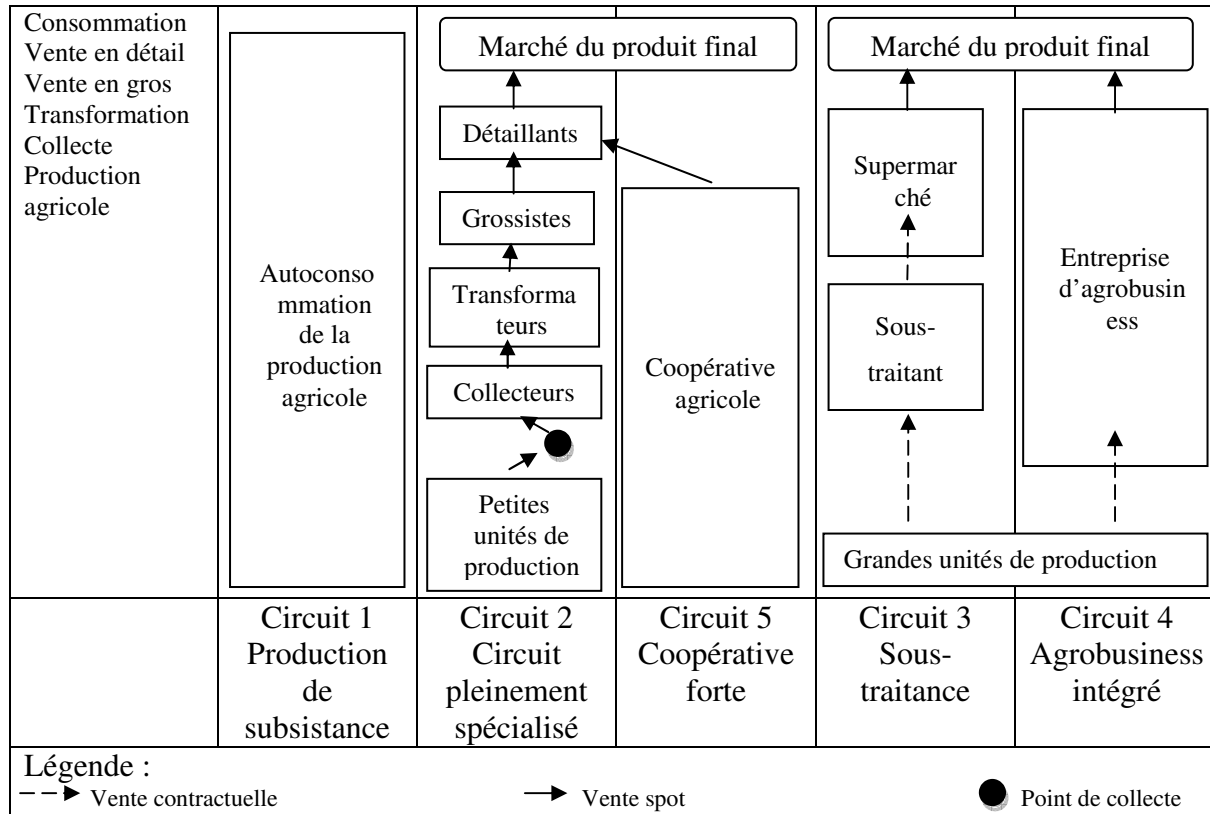 Consommation
Vente en détail
Vente en gros
Transformation
Collecte
Production
agricole
Autoconso
mmation
de la
production
agricole
Marché du produit final
Détaillants
Grossistes
Transforma
teurs
Collecteurs
Petites
unités de
production
Coopérative
agricole
Marché du produit final
Supermar
ché
Sous-
traitant
Entreprise
d’agrobusin
ess
Grandes unités de production
Circuit 1
Production
de
subsistance
Circuit 2
Circuit
pleinement
spécialisé
Circuit 5
Coopérative
forte
Circuit 3
Sous-
traitance
Circuit 4
Agrobusiness
intégré
Légende :
Vente contractuelle
Vente spot
Point de collecte